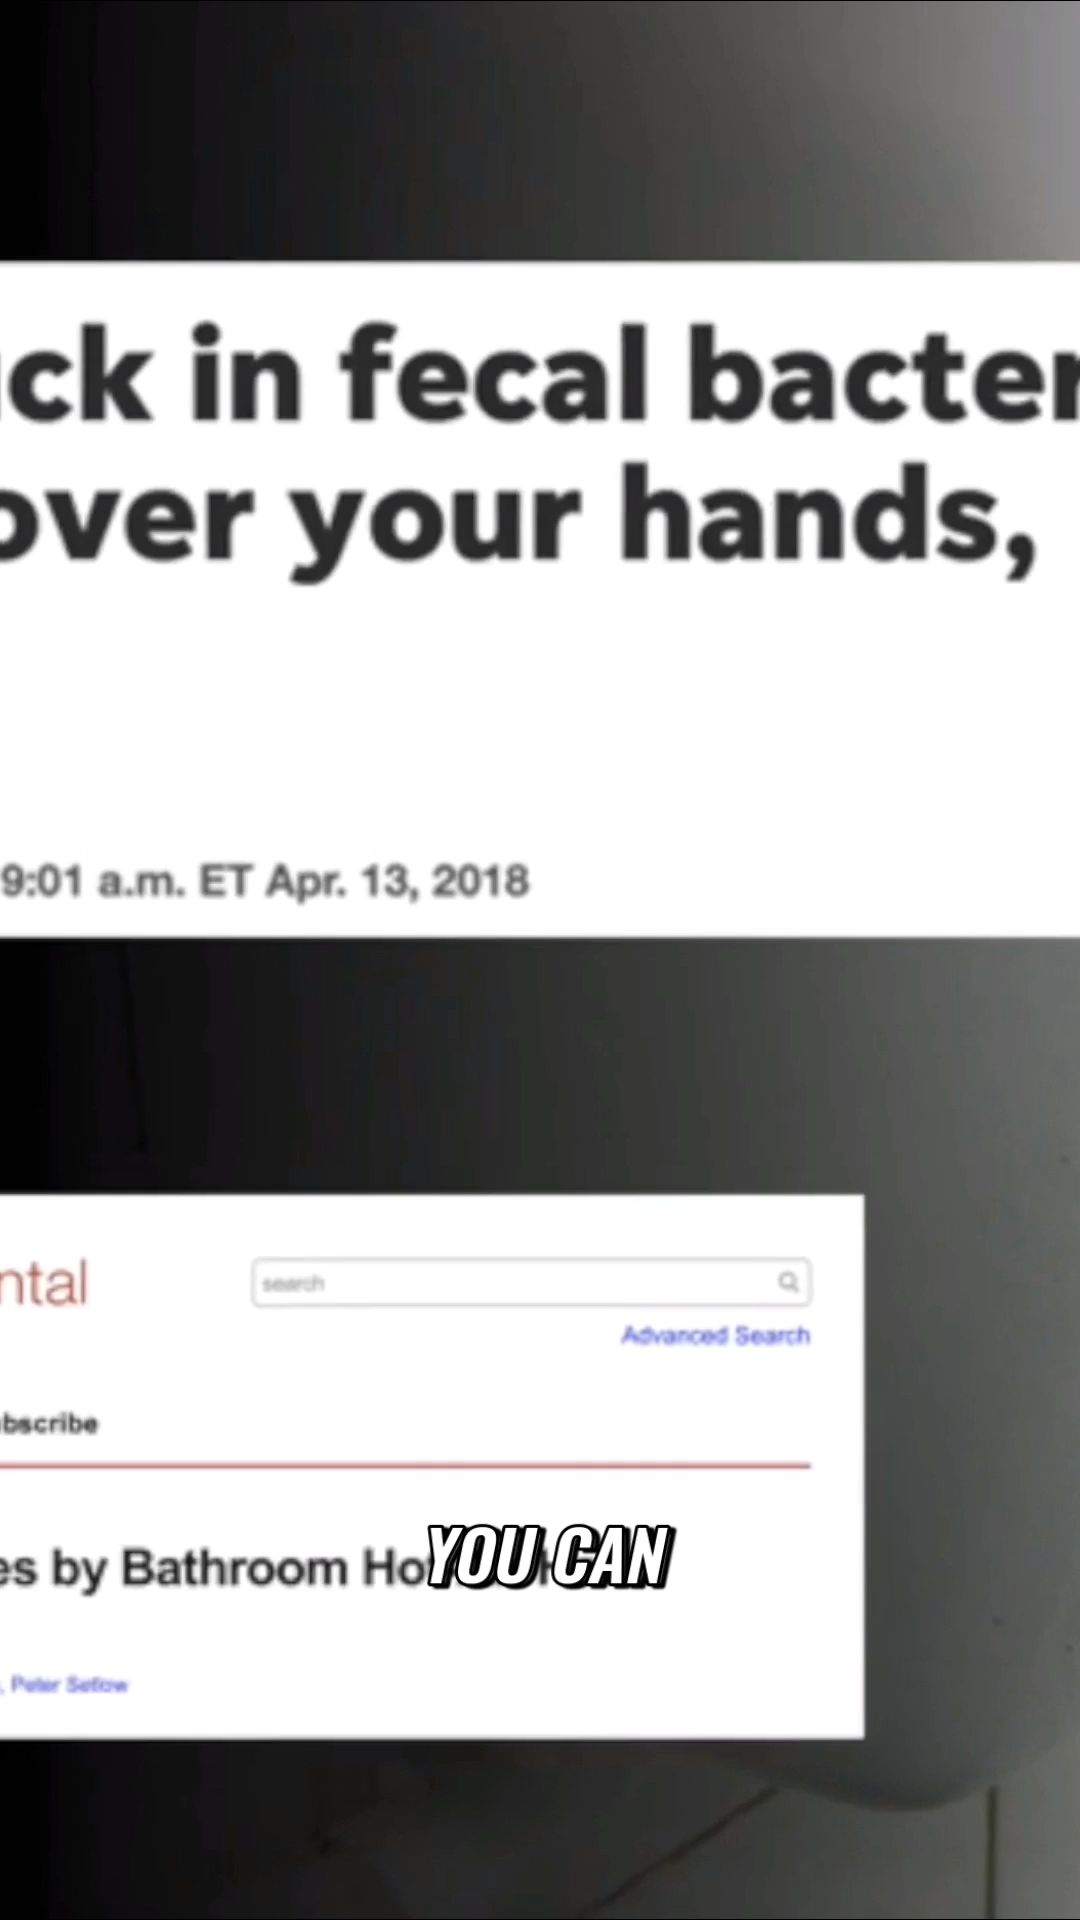 ck in fecal bacter
over your hands,
9:01 a.m. ET Apr. 13, 2018
ntal
search
Advanced Search
bscribe
es by Bathroom Ho
YOU CAN
, Peter Setlow